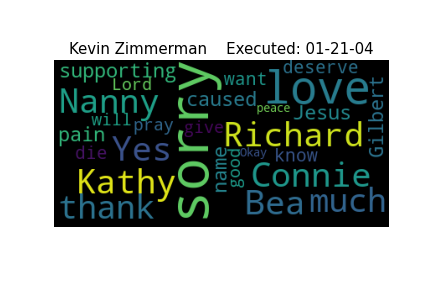 Kevin Zimmerman Executed: 01-21-04
supporting
sorry
want
deserve
Lord
love
Nanny
caused
Jesus
Gilbert
peace
will
pray
give
pain
Richard
die
Yes
name
good
Okay
know
Kathy
Connie
thank
Bea
much